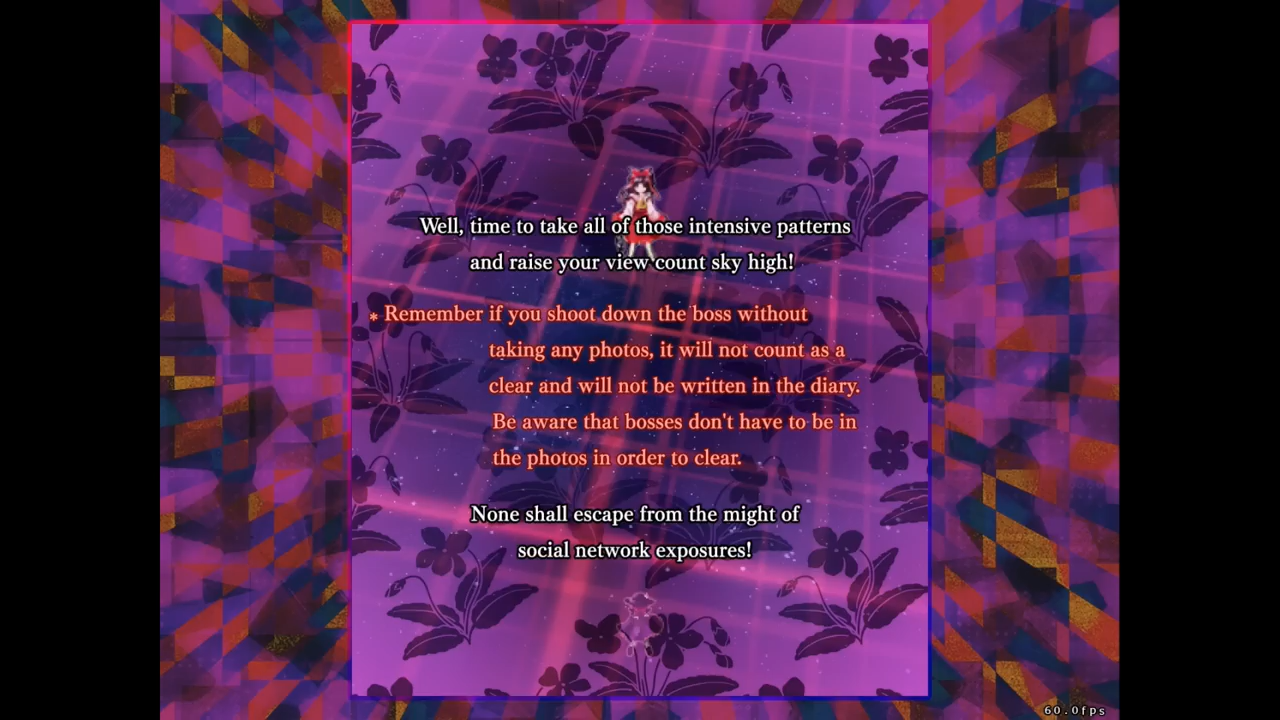 Well, time to take all of those intensive patterns
and raise your view count sky high!
* Remember if you shoot down the boss without
taking any photos, it will not count as a
clear and will not be written in the diary.
Be aware that bosses don't have to be in
the photos in order to clear.
None shall escape from the might of
social network exposures!
60.0fps